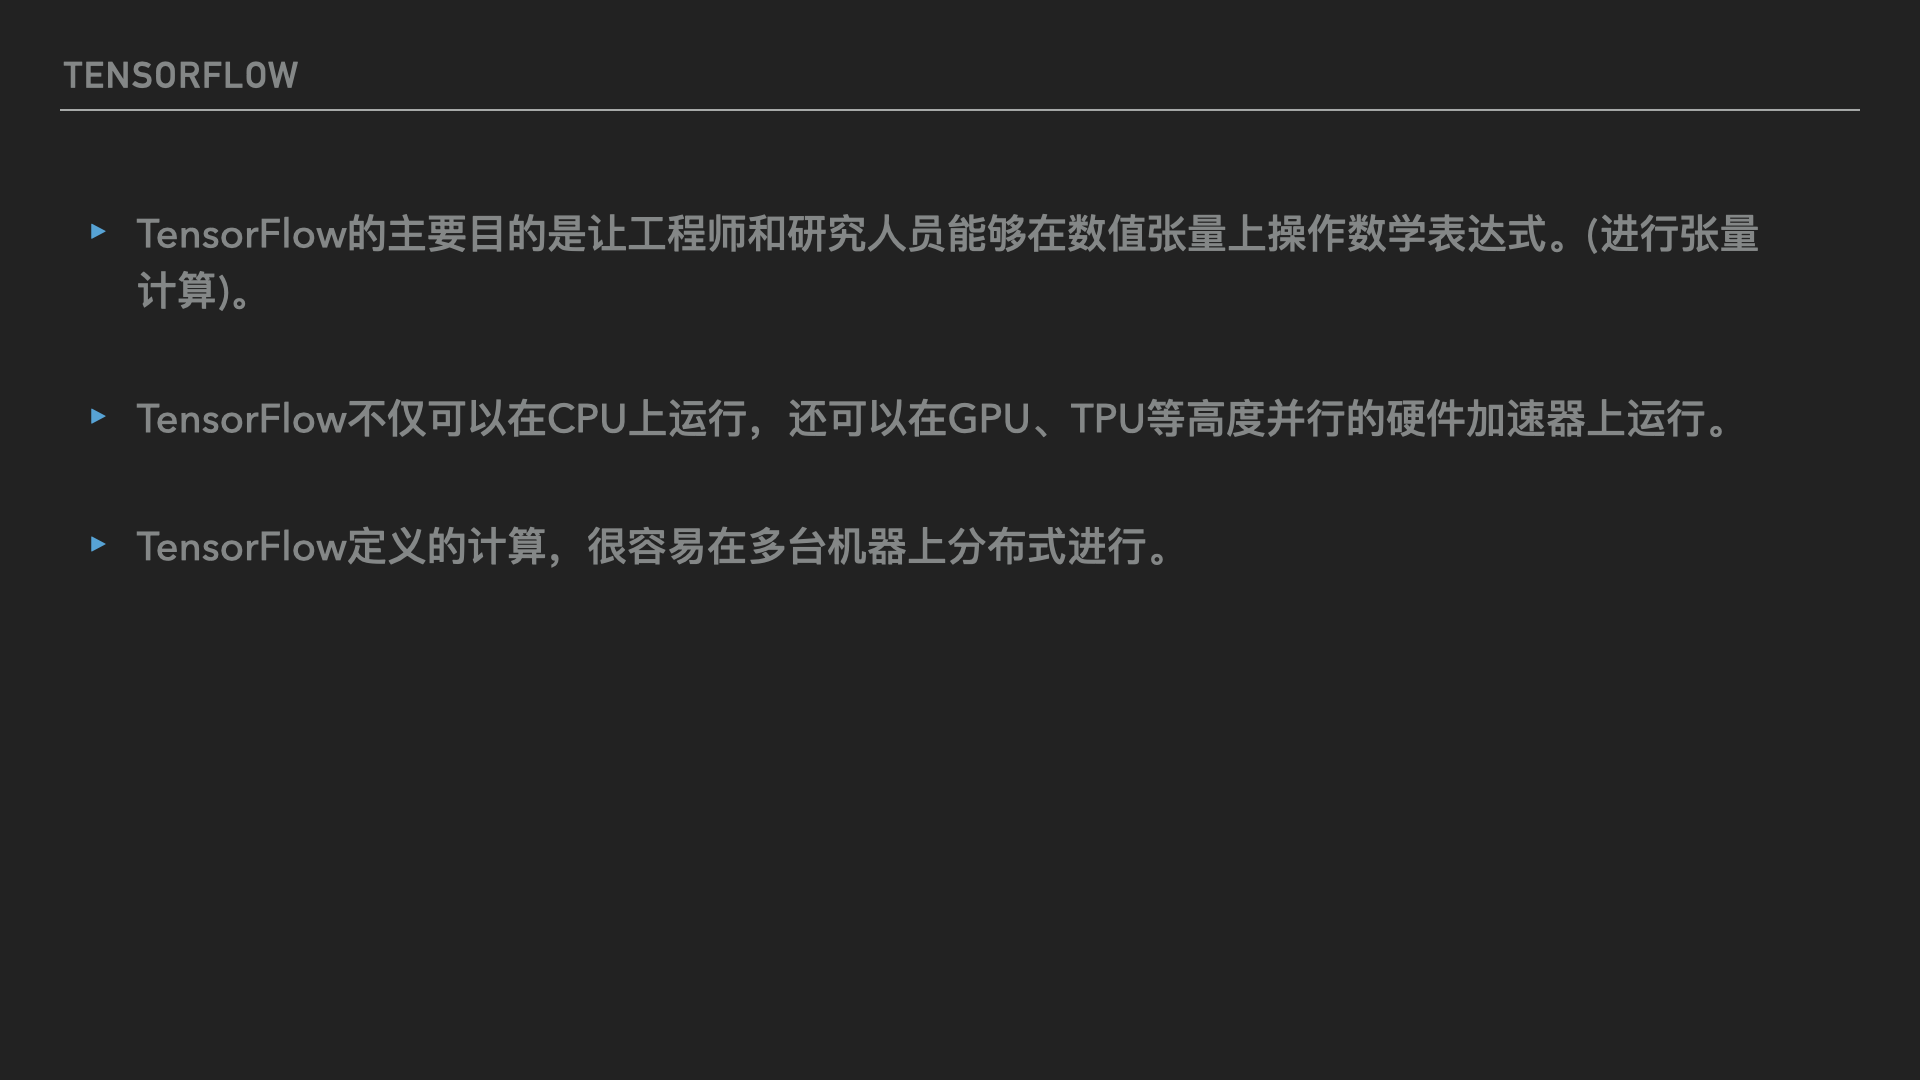 TENSORFLOW
▸ TensorFlow的主要目的是让工程师和研究人员能够在数值张量上操作数学表达式。(进行张量
计算)。
▸ TensorFlow不仅可以在CPU上运行，还可以在GPU、TPU等高度并行的硬件加速器上运行。
▸ TensorFlow定义的计算，很容易在多台机器上分布式进行。